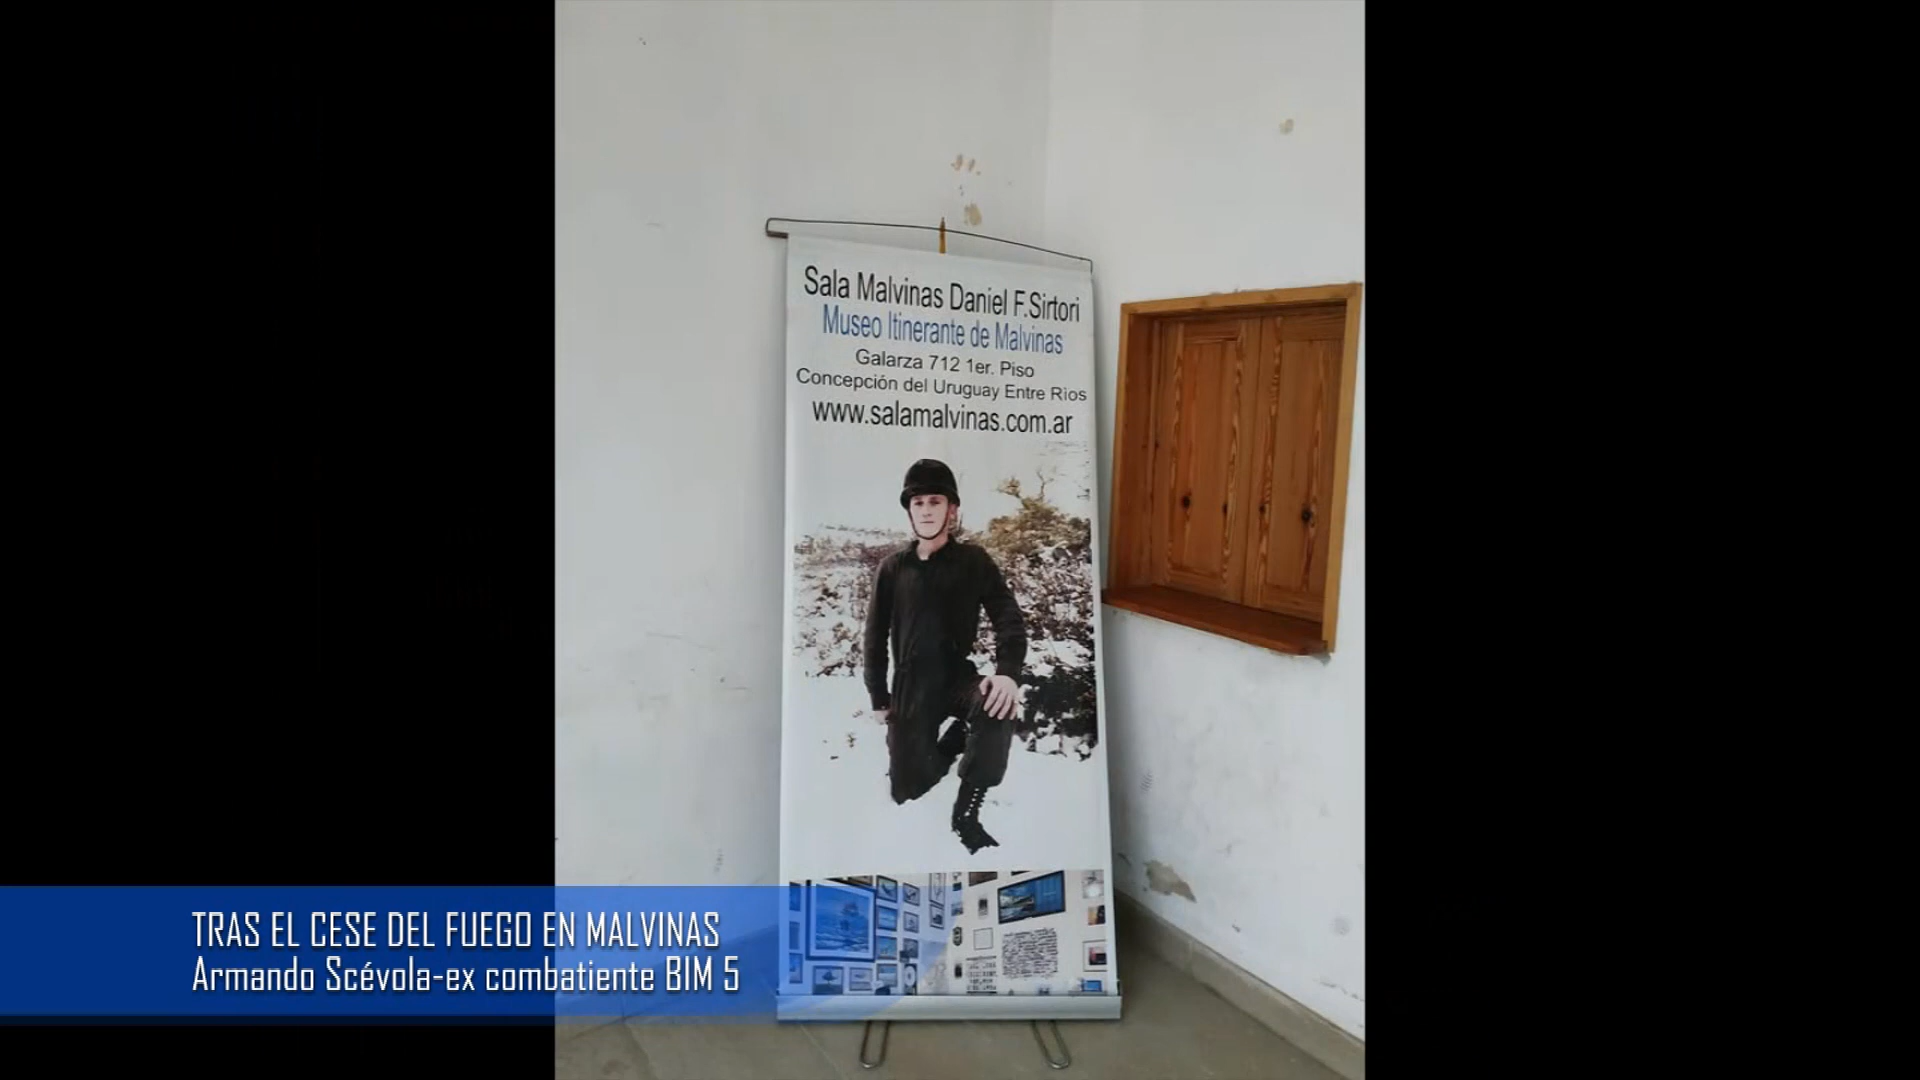 Sala Malvinas Daniel F.Sirtori
Museo Itinerante de Malvinas
Galarza 712 1er. Piso
Concepción del Uruguay Entre Rìos
www.salamalvinas.com.ar
TRAS EL CESE DEL FUEGO EN MALVINAS
Armando Scévola-ex combatiente BIM 5